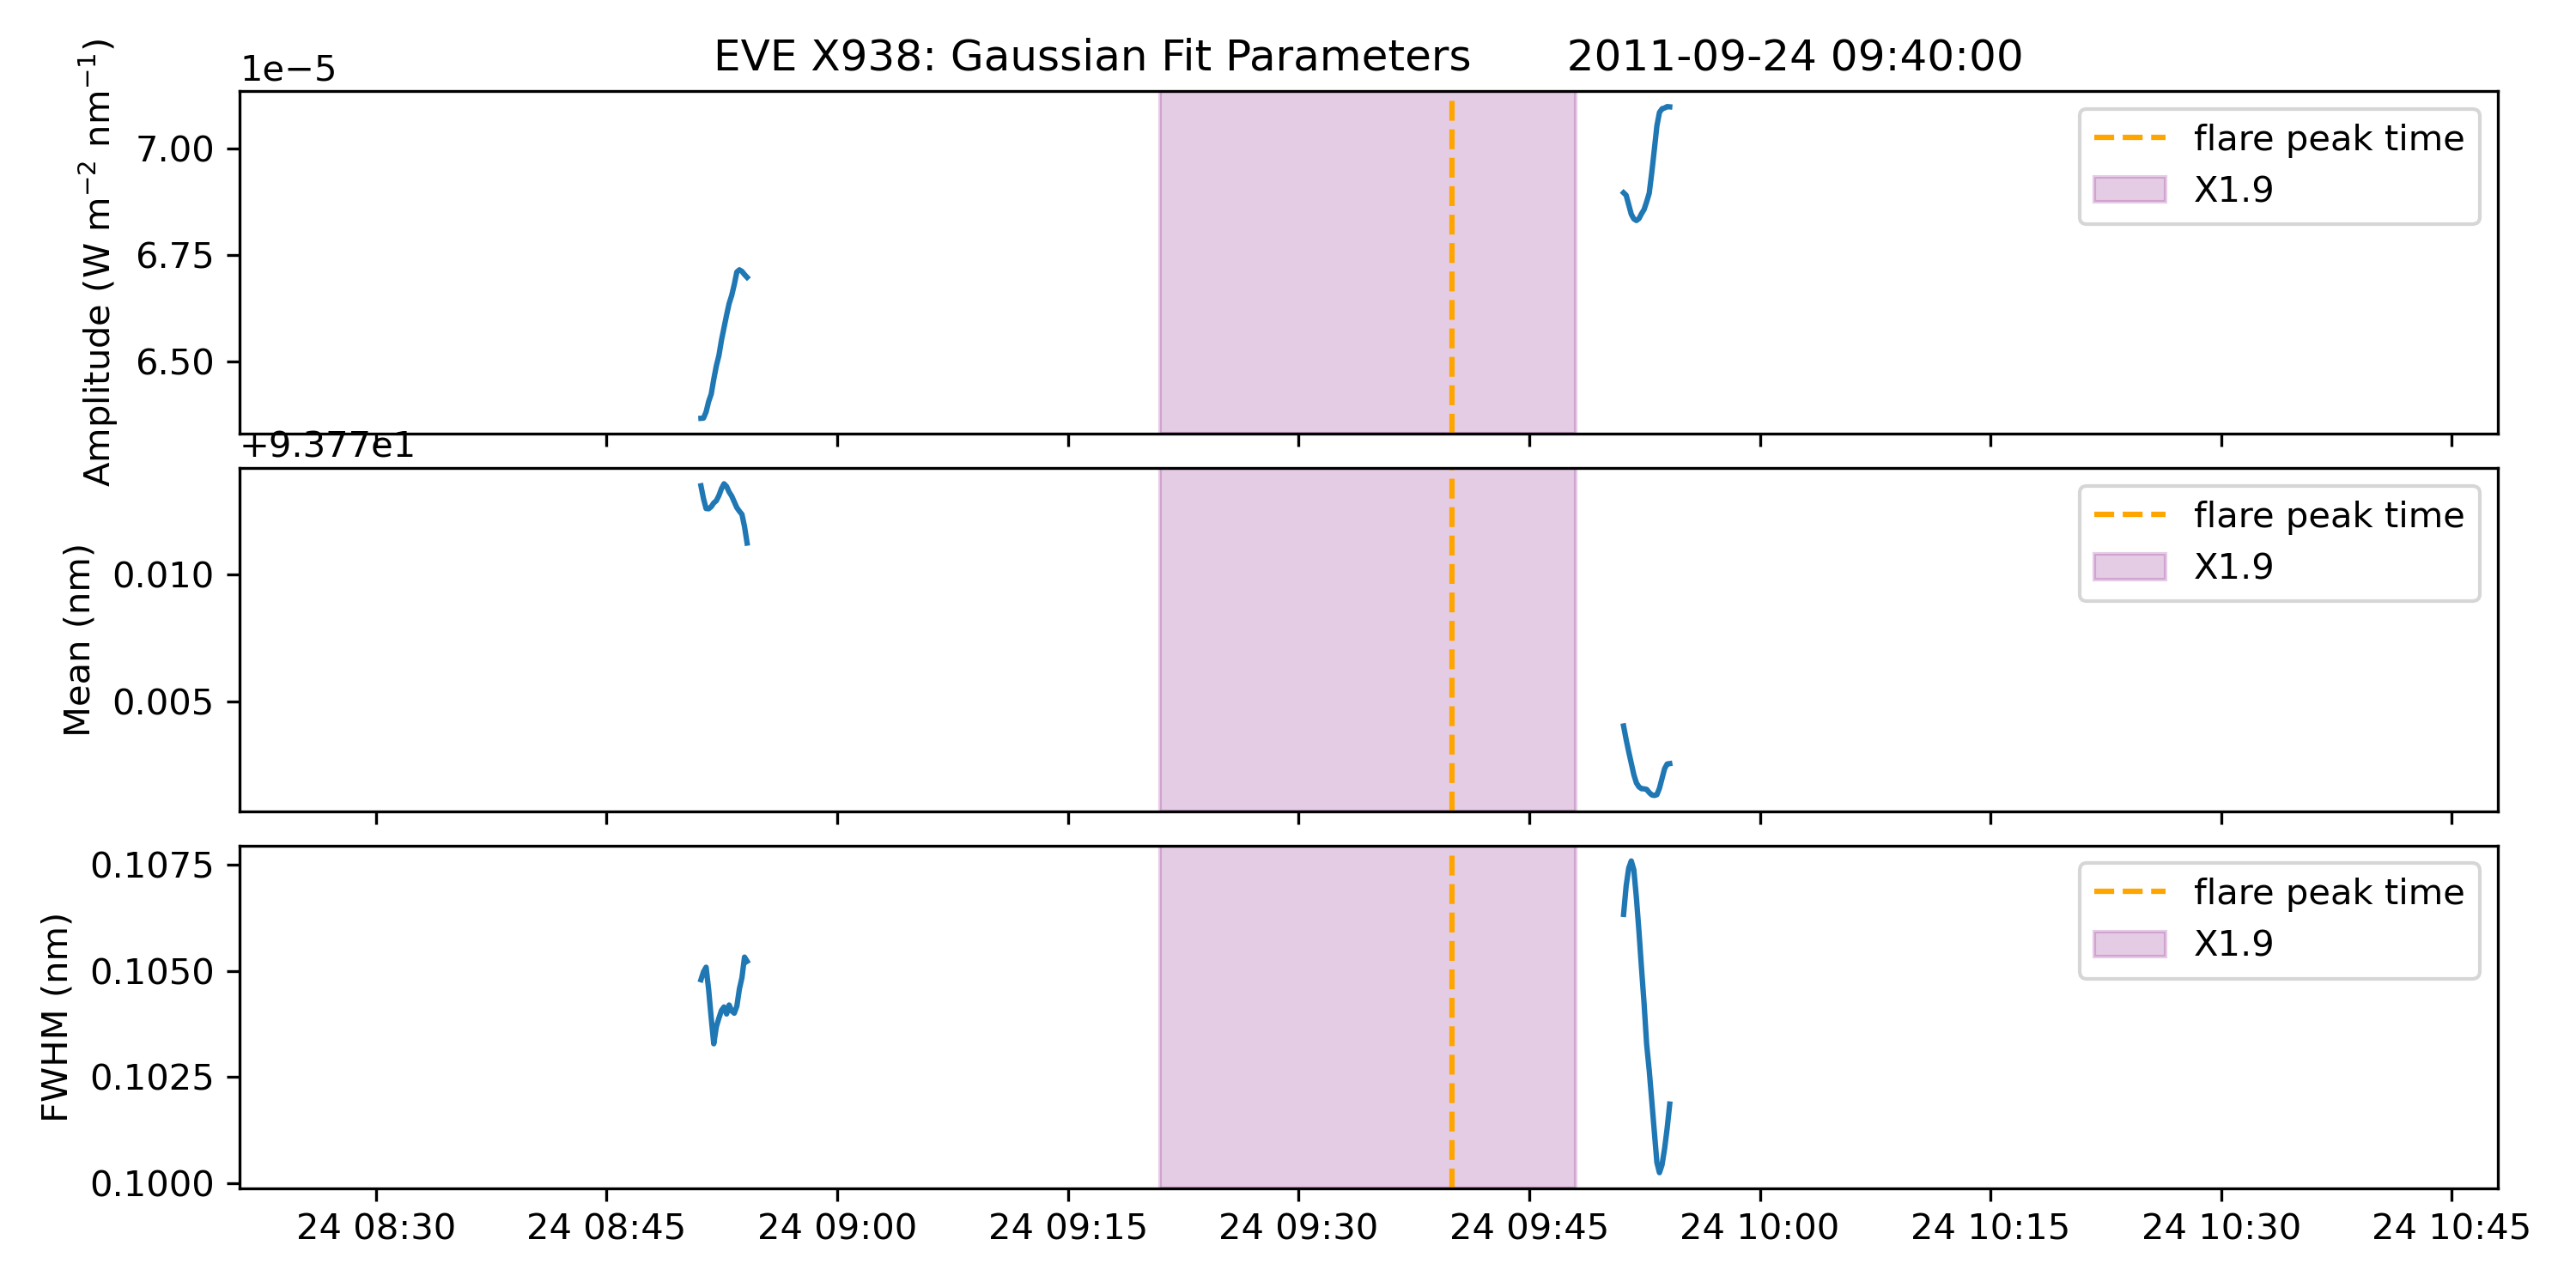 EVE X938: Gaussian Fit Parameters 2011-09-24 09:40:00
1e−5
Amplitude (W m⁻² nm⁻¹)
7.00
6.75
6.50
flare peak time
X1.9
+9.377e1
Mean (nm)
0.010
0.005
flare peak time
X1.9
FWHM (nm)
0.1075
0.1050
0.1025
0.1000
flare peak time
X1.9
24 08:30 24 08:45 24 09:00 24 09:15 24 09:30 24 09:45 24 10:00 24 10:15 24 10:30 24 10:45